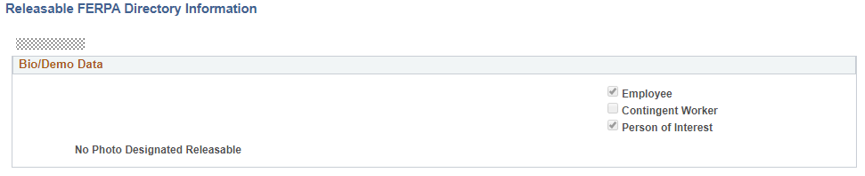 Releasable FERPA Directory Information
Bio/Demo Data
Employee
Contingent Worker
Person of Interest
No Photo Designated Releasable